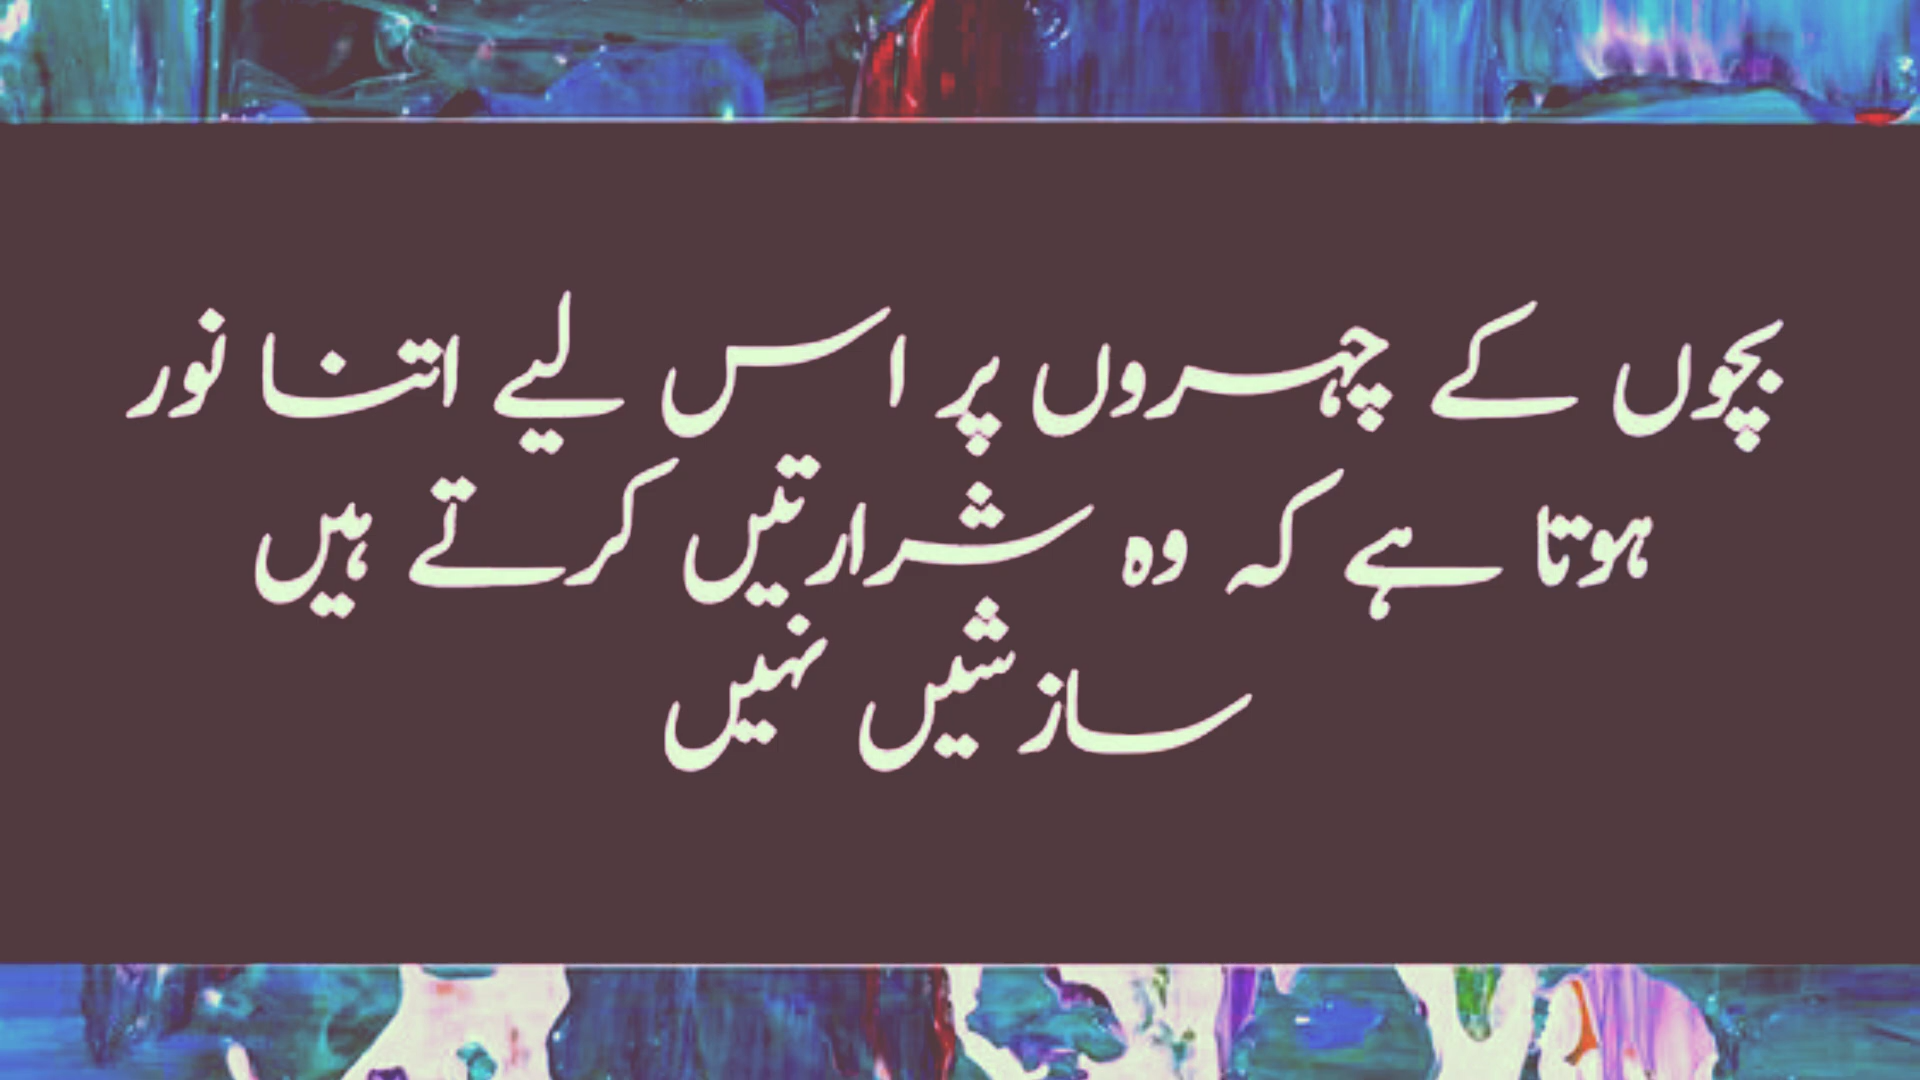 بچوں کے چہروں پر اس لیے اتنا نور
ہوتا ہے کہ وہ شرارتیں کرتے ہیں
سازشیں نہیں